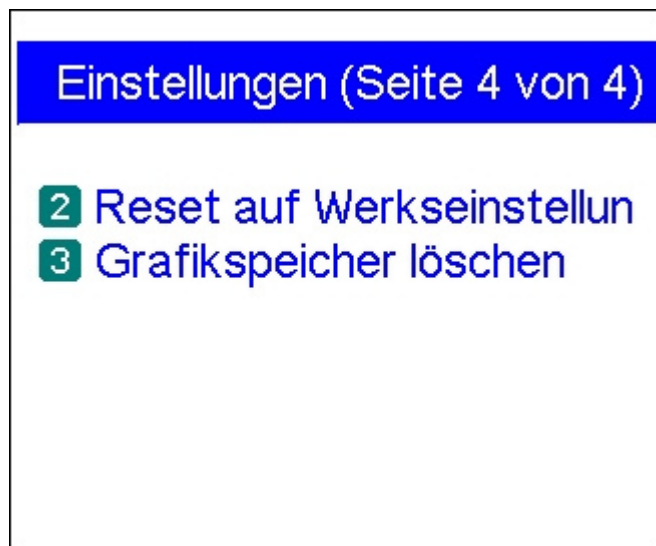 Einstellungen (Seite 4 von 4)
2 Reset auf Werkseinstellun
3 Grafikspeicher löschen